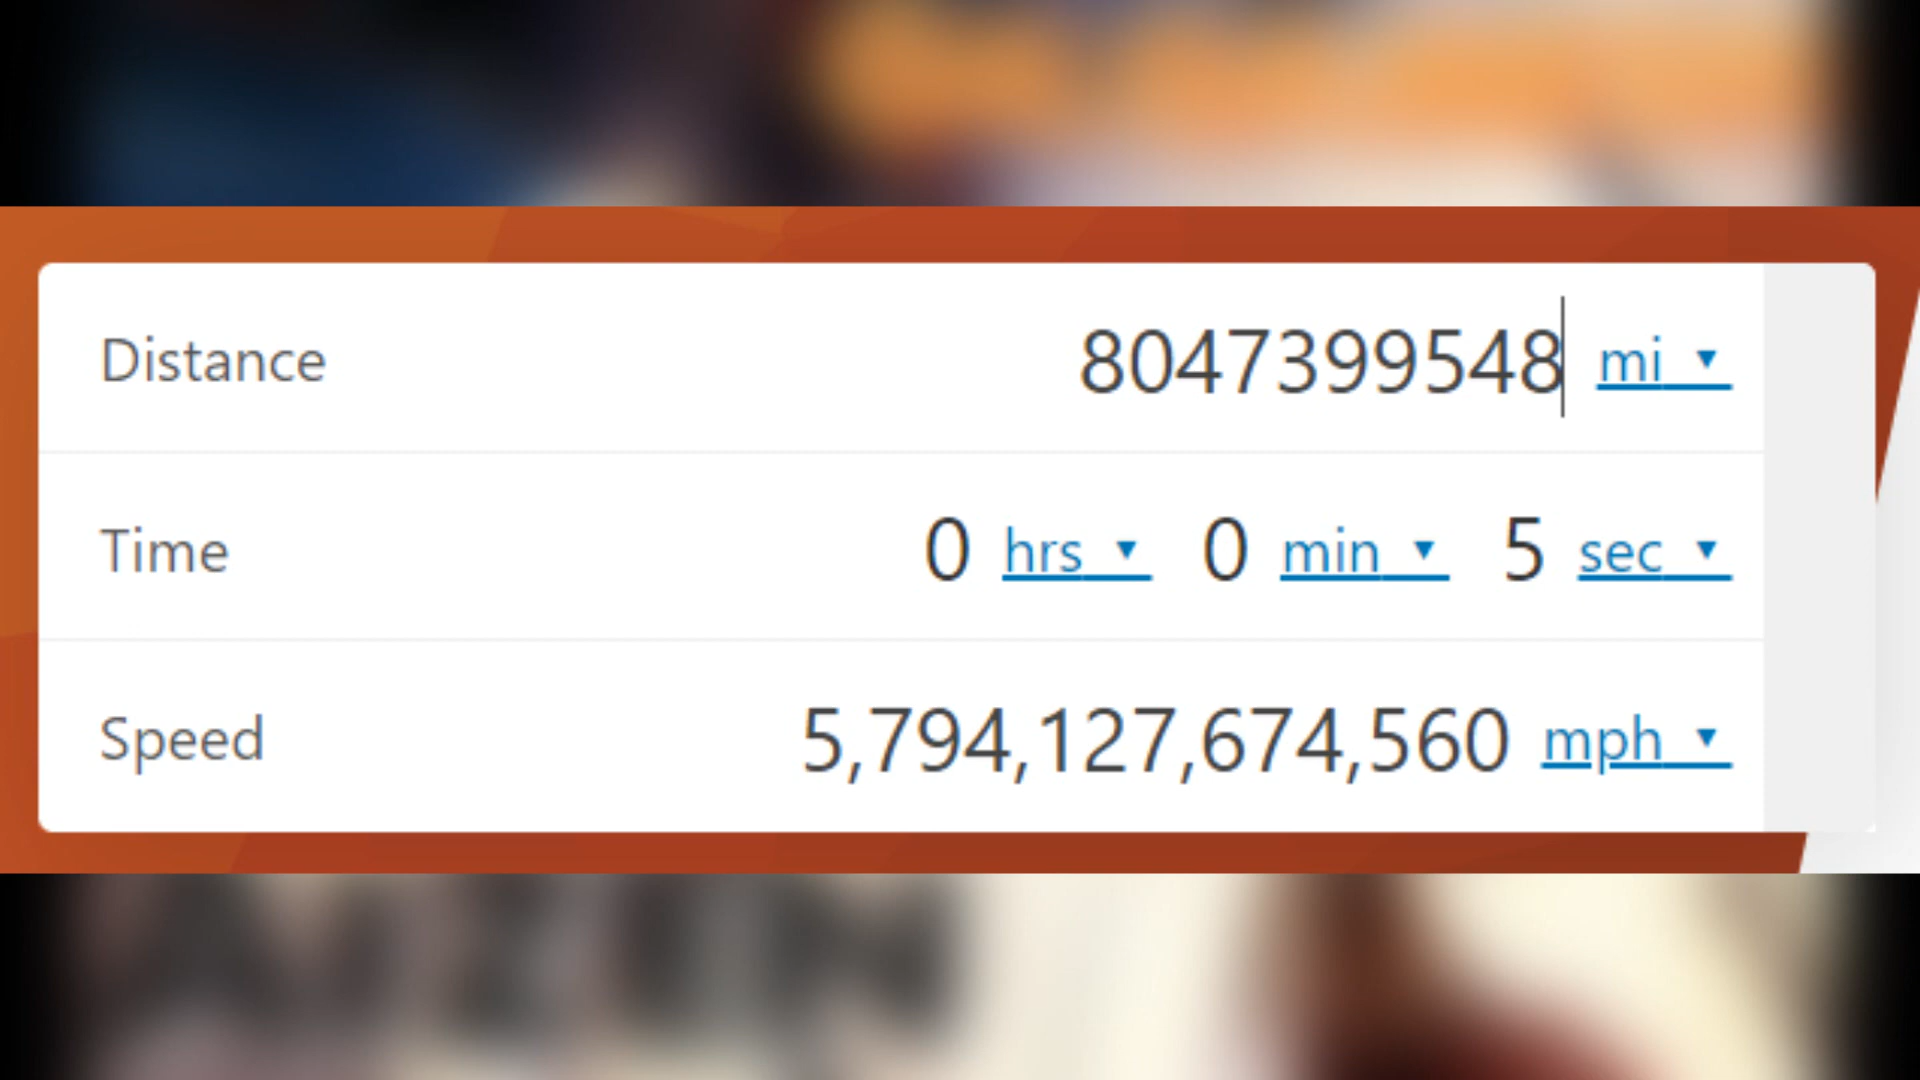 Distance 8047399548 mi ▼
Time 0 hrs ▼ 0 min ▼ 5 sec ▼
Speed 5,794,127,674,560 mph ▼